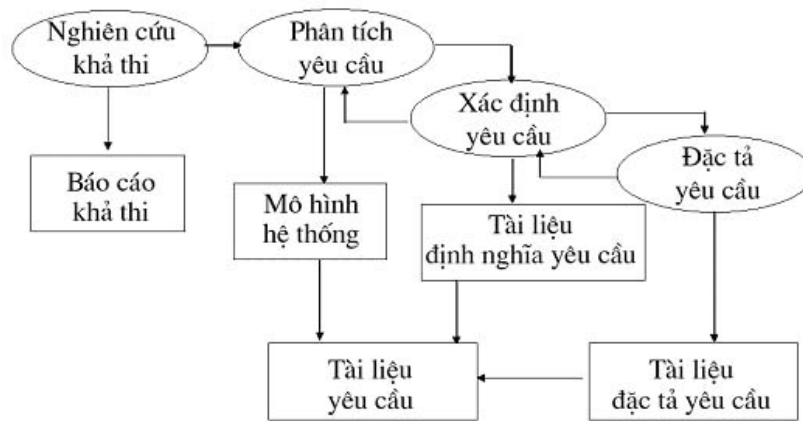 Nghiên cứu
khả thi
Phân tích
yêu cầu
Xác định
yêu cầu
Đặc tả
yêu cầu
Báo cáo
khả thi
Mô hình
hệ thống
Tài liệu
định nghĩa yêu cầu
Tài liệu
yêu cầu
Tài liệu
đặc tả yêu cầu